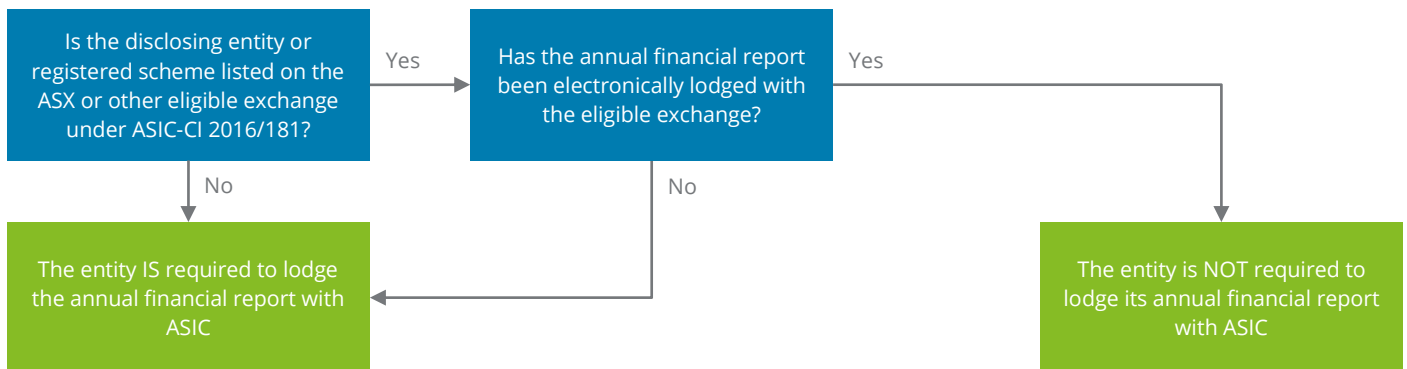 Is the disclosing entity or
registered scheme listed on the
ASX or other eligible exchange
under ASIC-CI 2016/181?
Yes
Has the annual financial report
been electronically lodged with
the eligible exchange?
Yes
No
No
The entity IS required to lodge
the annual financial report with
ASIC
The entity is NOT required to
lodge its annual financial report
with ASIC